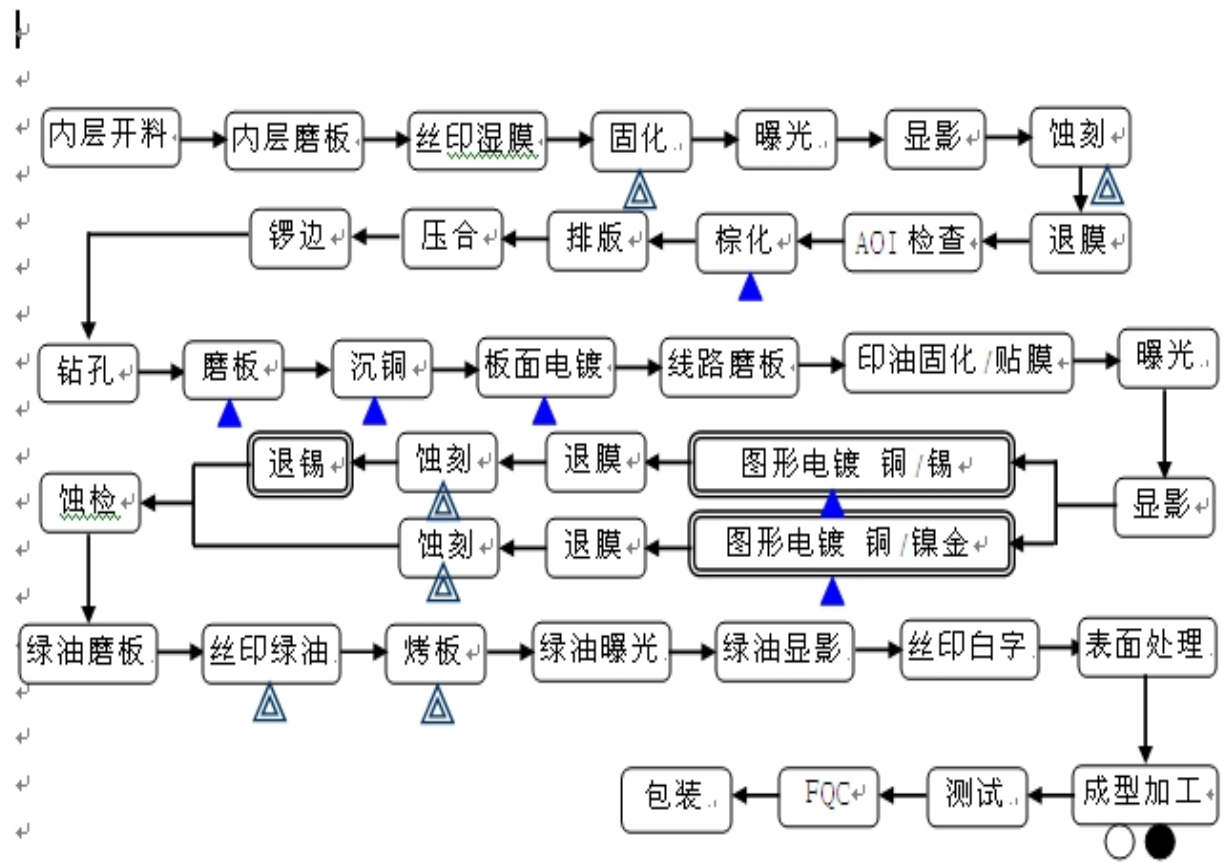 内层开料 内层磨板 丝印湿膜 固化 曝光 显影 蚀刻
锣边 压合 排版 棕化 AOI 检查 退膜
钻孔 磨板 沉铜 板面电镀 线路磨板 印油固化/贴膜 曝光
退锡 蚀刻 退膜 图形电镀 铜/锡
蚀检 显影
蚀刻 退膜 图形电镀 铜/镍金
绿油磨板 丝印绿油 烤板 绿油曝光 绿油显影 丝印白字 表面处理
包装 FQC 测试 成型加工